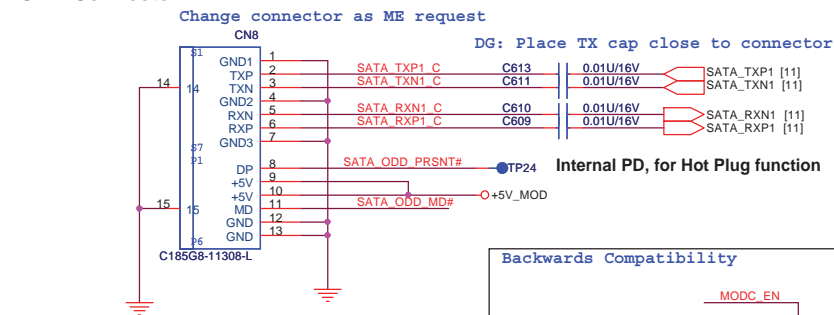 Change connector as ME request
CN8
DG: Place TX cap close to connector
S1
GND1 1
TXP 2 SATA_TXP1_C C613 0.01U/16V SATA_TXP1 [11]
14 14 TXN 3 SATA_TXN1_C C611 0.01U/16V SATA_TXN1 [11]
GND2 4
RXN 5 SATA_RXN1_C C610 0.01U/16V SATA_RXN1 [11]
RXP 6 SATA_RXP1_C C609 0.01U/16V SATA_RXP1 [11]
GND3 7
S7
P1
DP 8 SATA_ODD_PRSNT# TP24 Internal PD, for Hot Plug function
+5V 9
+5V 10 +5V_MOD
15 15 MD 11 SATA_ODD_MD#
GND 12
GND 13
P6
C185G8-11308-L
Backwards Compatibility
MODC_EN